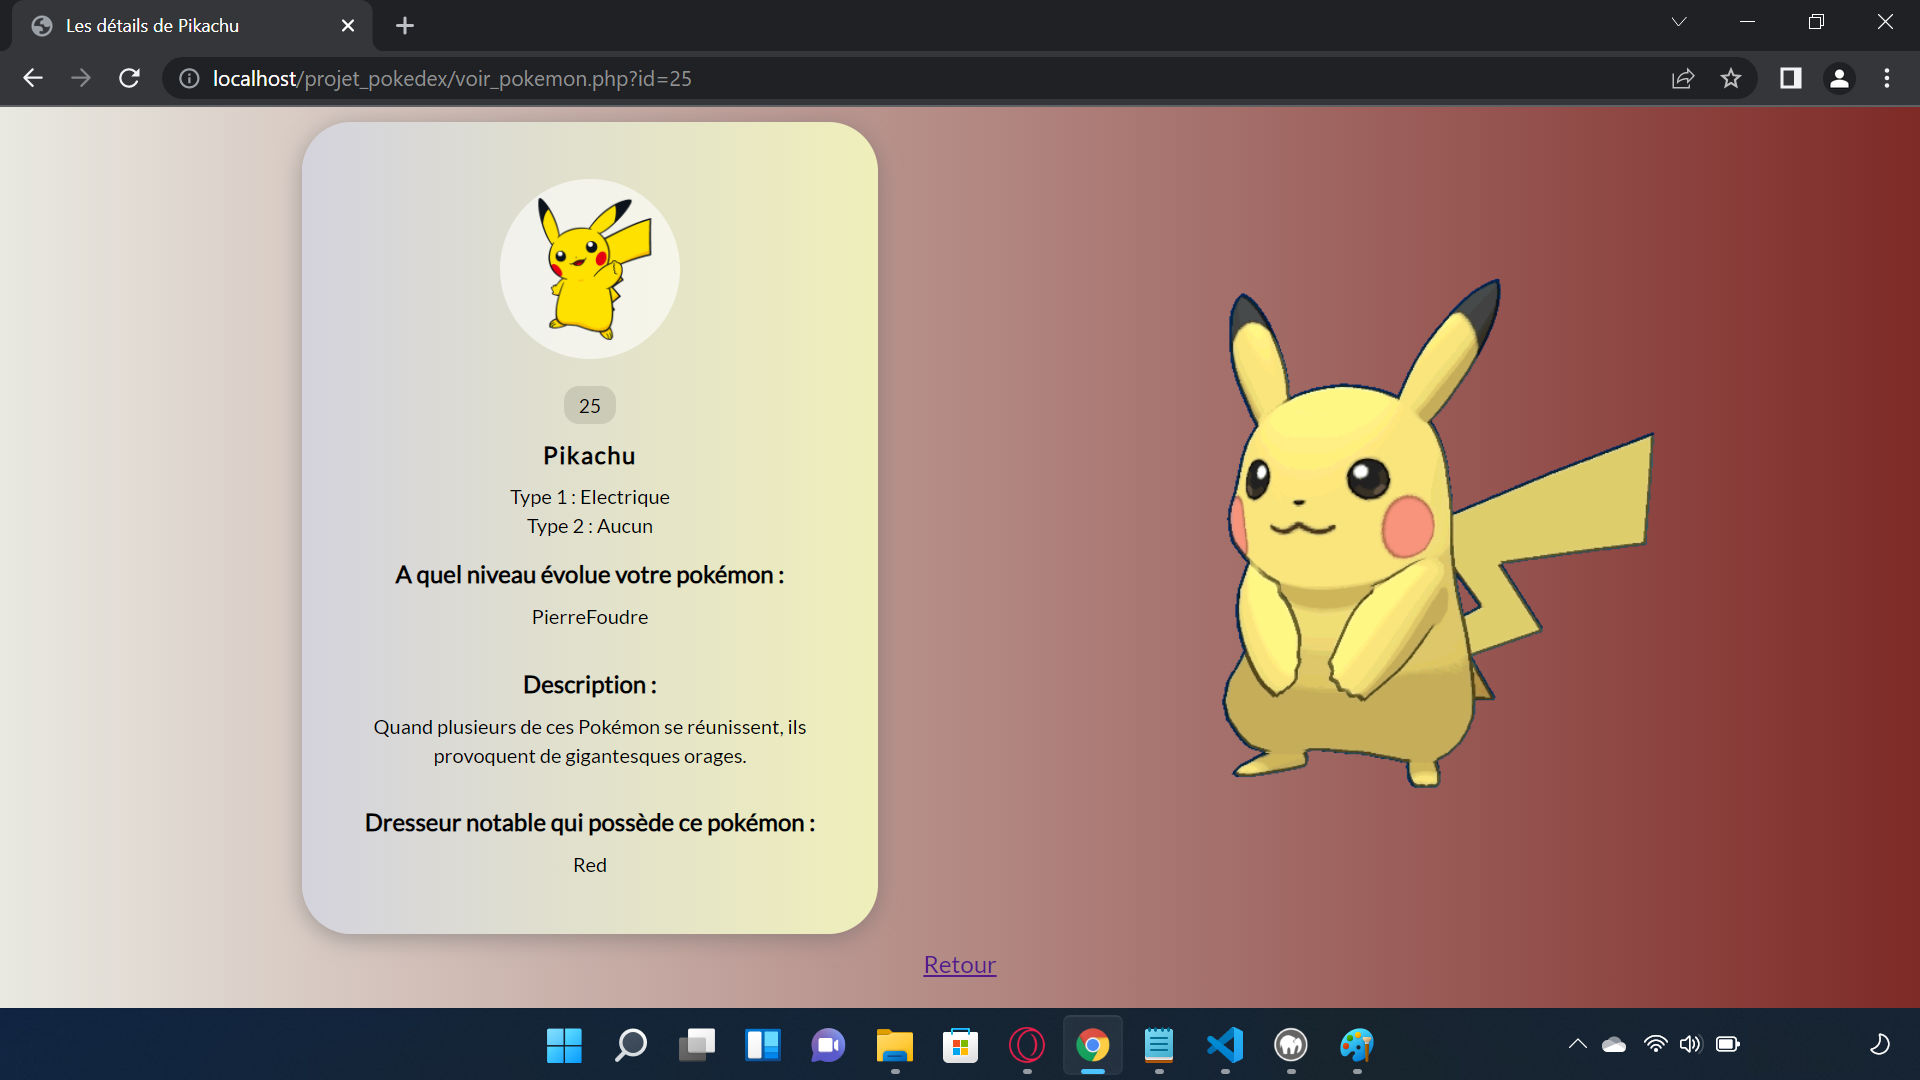 Les détails de Pikachu
localhost/projet_pokedex/voir_pokemon.php?id=25
25
Pikachu
Type 1 : Electrique
Type 2 : Aucun
A quel niveau évolue votre pokémon :
PierreFoudre
Description :
Quand plusieurs de ces Pokémon se réunissent, ils
provoquent de gigantesques orages.
Dresseur notable qui possède ce pokémon :
Red
Retour